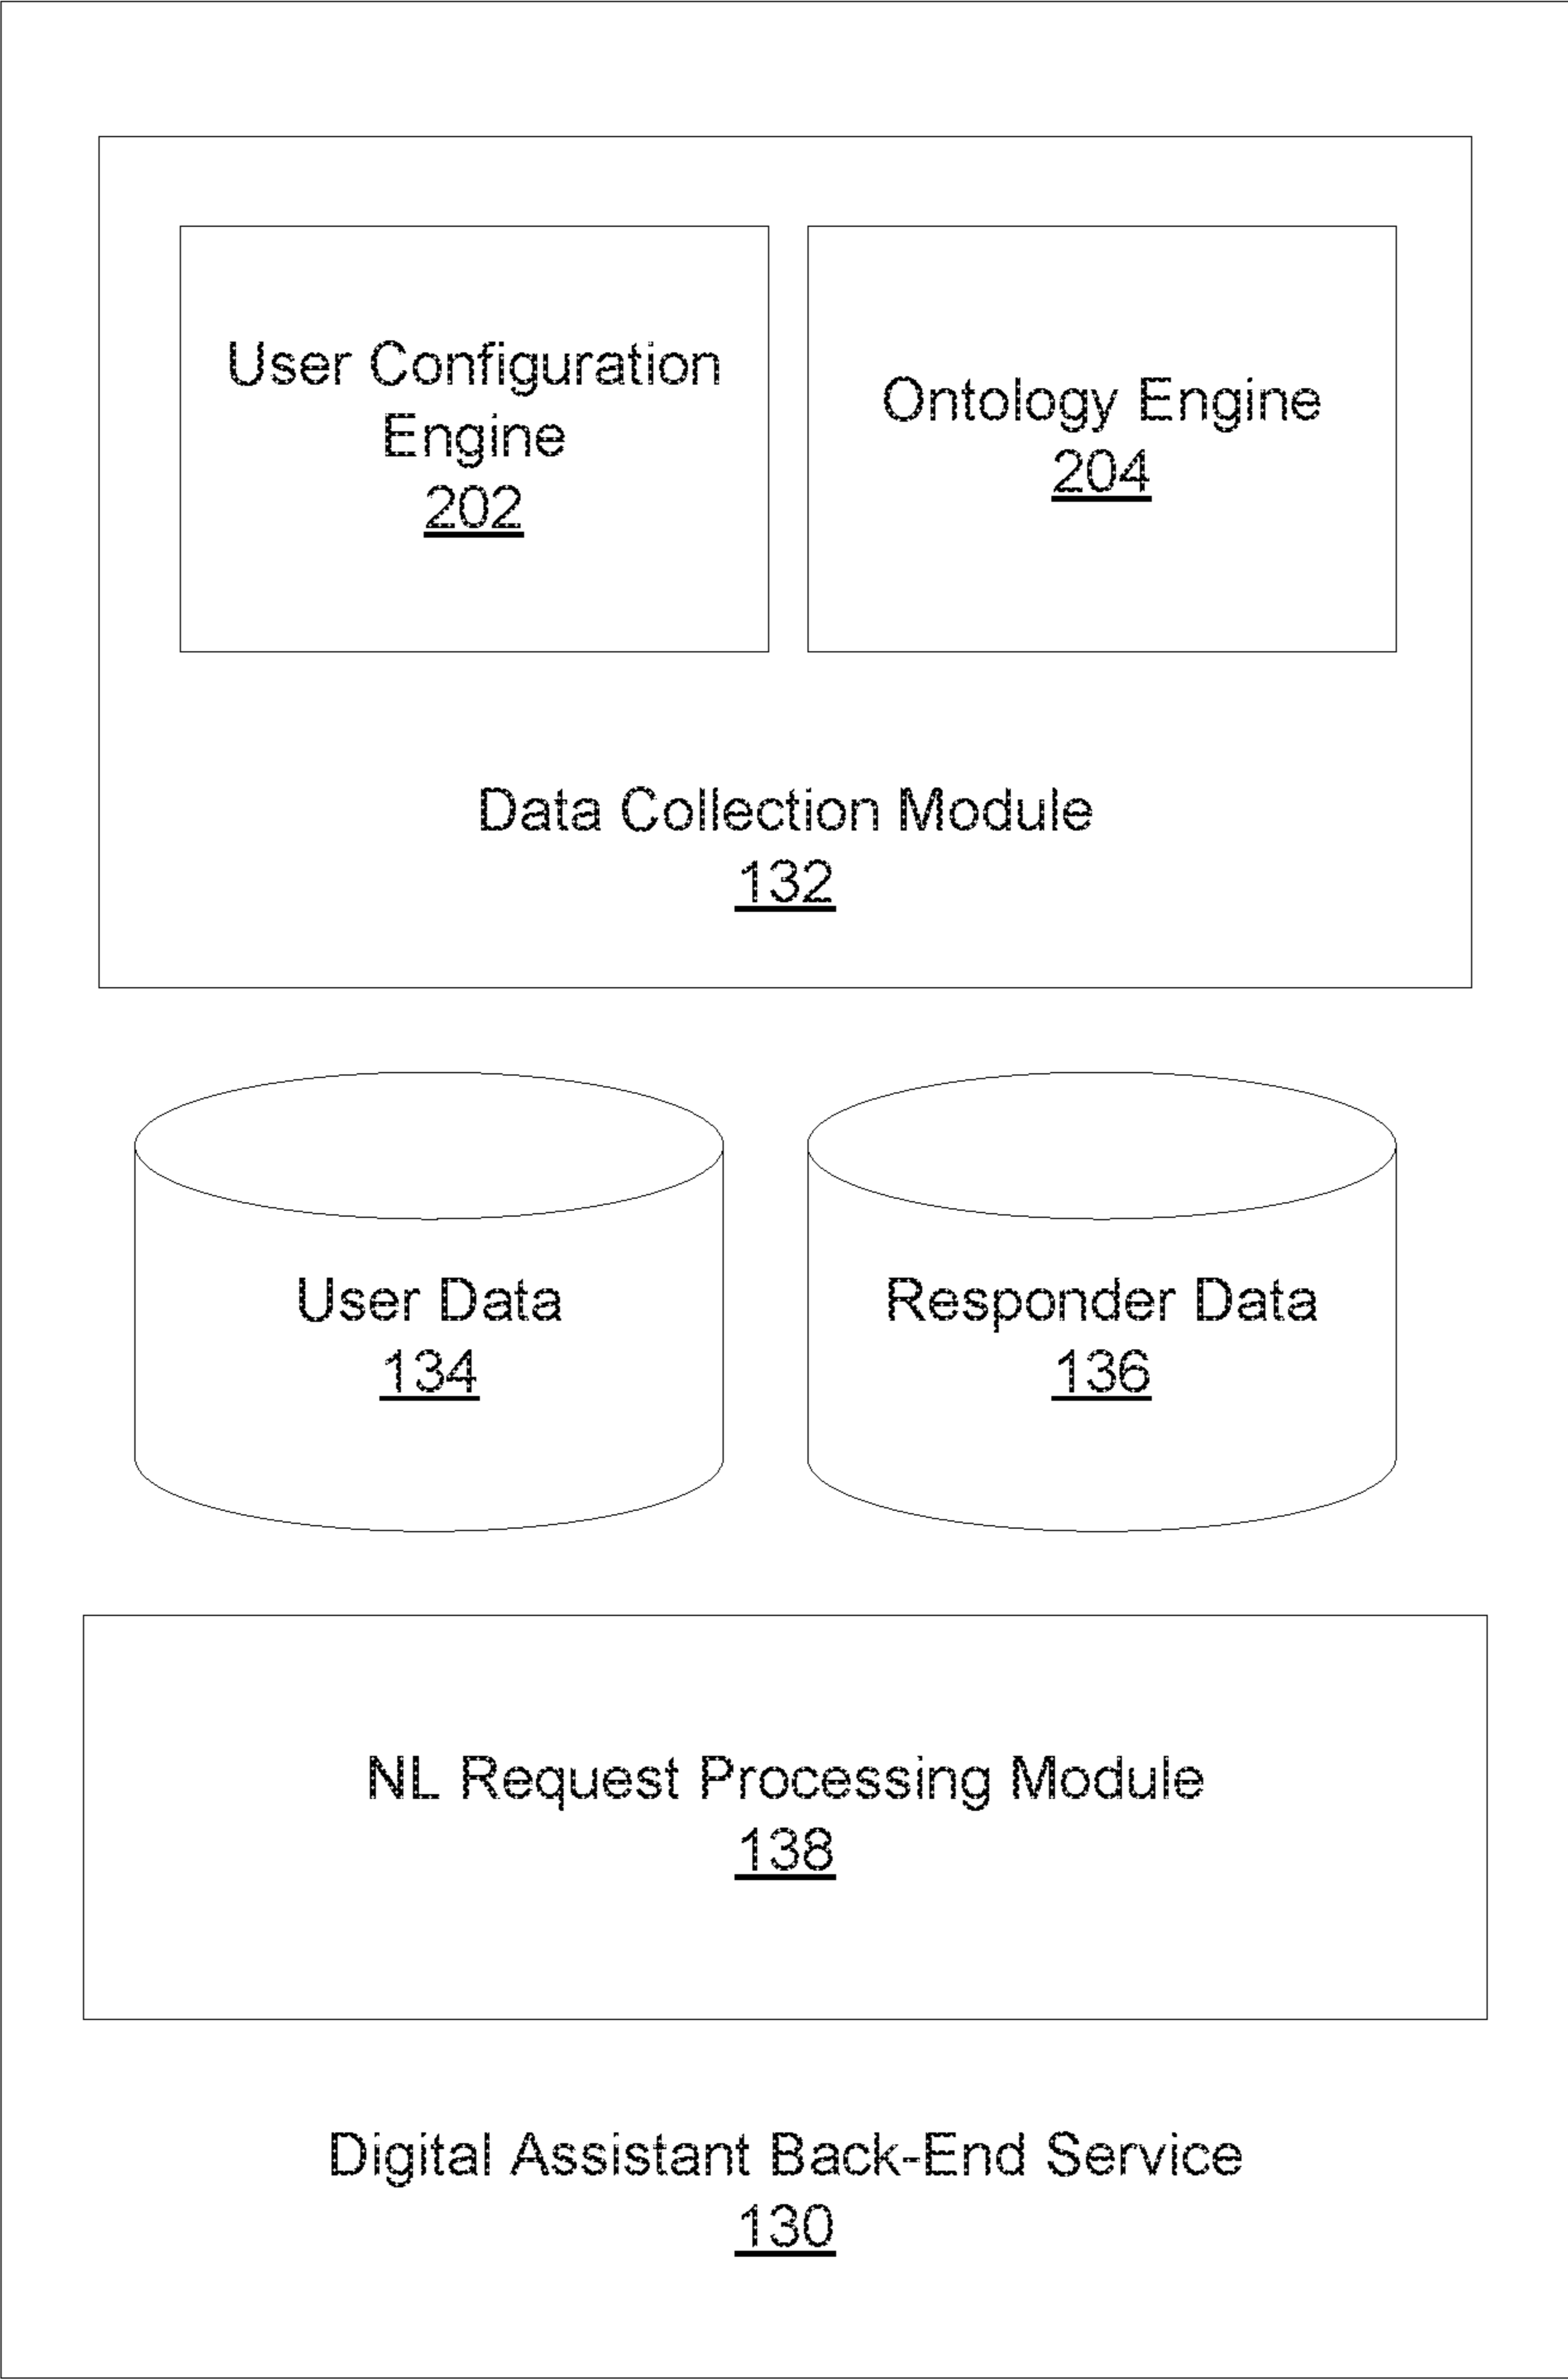 User Configuration
Engine
202
Ontology Engine
204
Data Collection Module
132
User Data
134
Responder Data
136
NL Request Processing Module
138
Digital Assistant Back-End Service
130